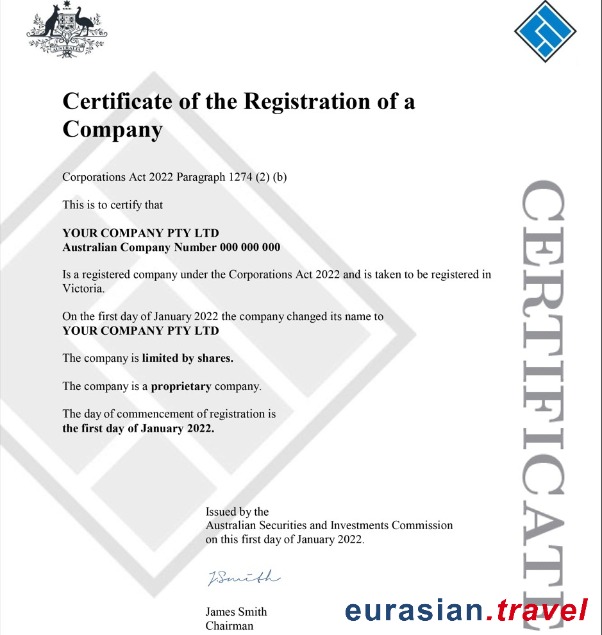 Certificate of the Registration of a
Company
Corporations Act 2022 Paragraph 1274 (2) (b)
This is to certify that
YOUR COMPANY PTY LTD
Australian Company Number 000 000 000
Is a registered company under the Corporations Act 2022 and is taken to be registered in
Victoria.
On the first day of January 2022 the company changed its name to
YOUR COMPANY PTY LTD
The company is limited by shares.
The company is a proprietary company.
The day of commencement of registration is
the first day of January 2022.
Issued by the
Australian Securities and Investments Commission
on this first day of January 2022.
JSmith
James Smith
Chairman
CERTIFICATE
eurasian.travel